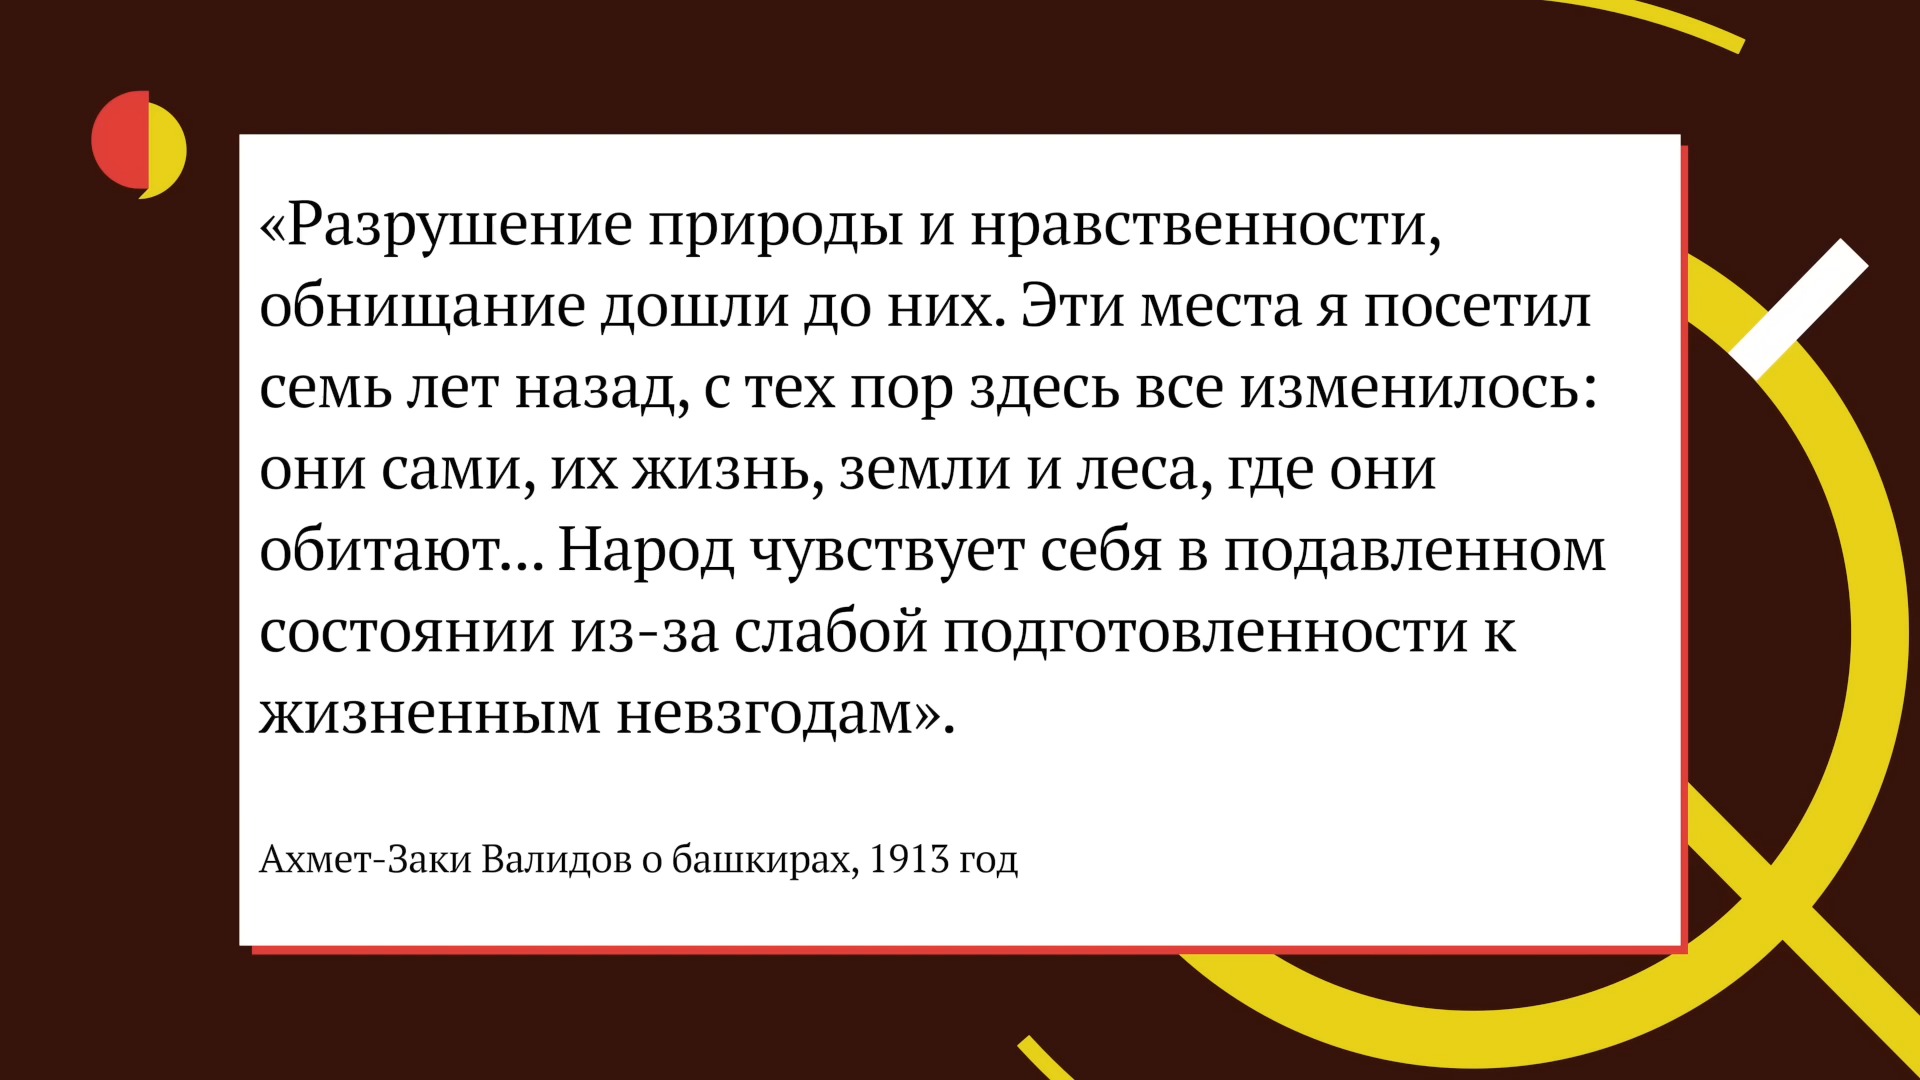 «Разрушение природы и нравственности,
обнищание дошли до них. Эти места я посетил
семь лет назад, с тех пор здесь все изменилось:
они сами, их жизнь, земли и леса, где они
обитают... Народ чувствует себя в подавленном
состоянии из-за слабой подготовленности к
жизненным невзгодам».
Ахмет-Заки Валидов о башкирах, 1913 год